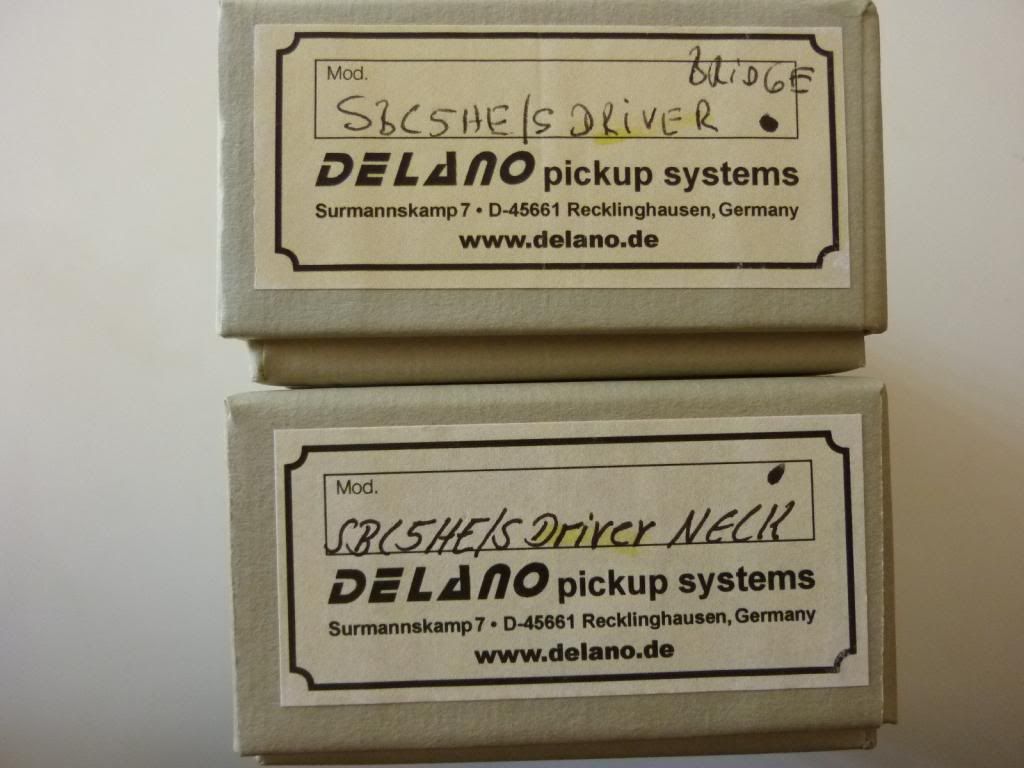 Mod.
BRIDGE
SBC5HE/S DRIVER
DELANO pickup systems
Surmannskamp 7 • D-45661 Recklinghausen, Germany
www.delano.de
Mod.
SBC5HE/S Driver NECK
DELANO pickup systems
Surmannskamp 7 • D-45661 Recklinghausen, Germany
www.delano.de